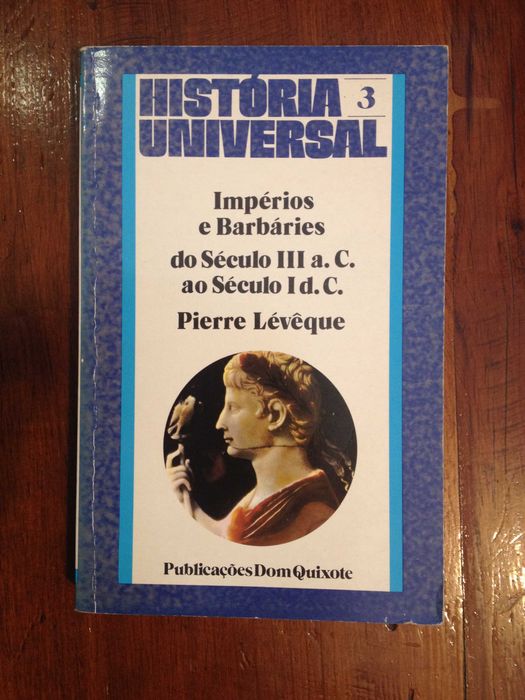 HISTÓRIA 3
UNIVERSAL
Impérios
e Barbáries
do Século III a. C.
ao Século I d. C.
Pierre Lévêque
Publicações Dom Quixote